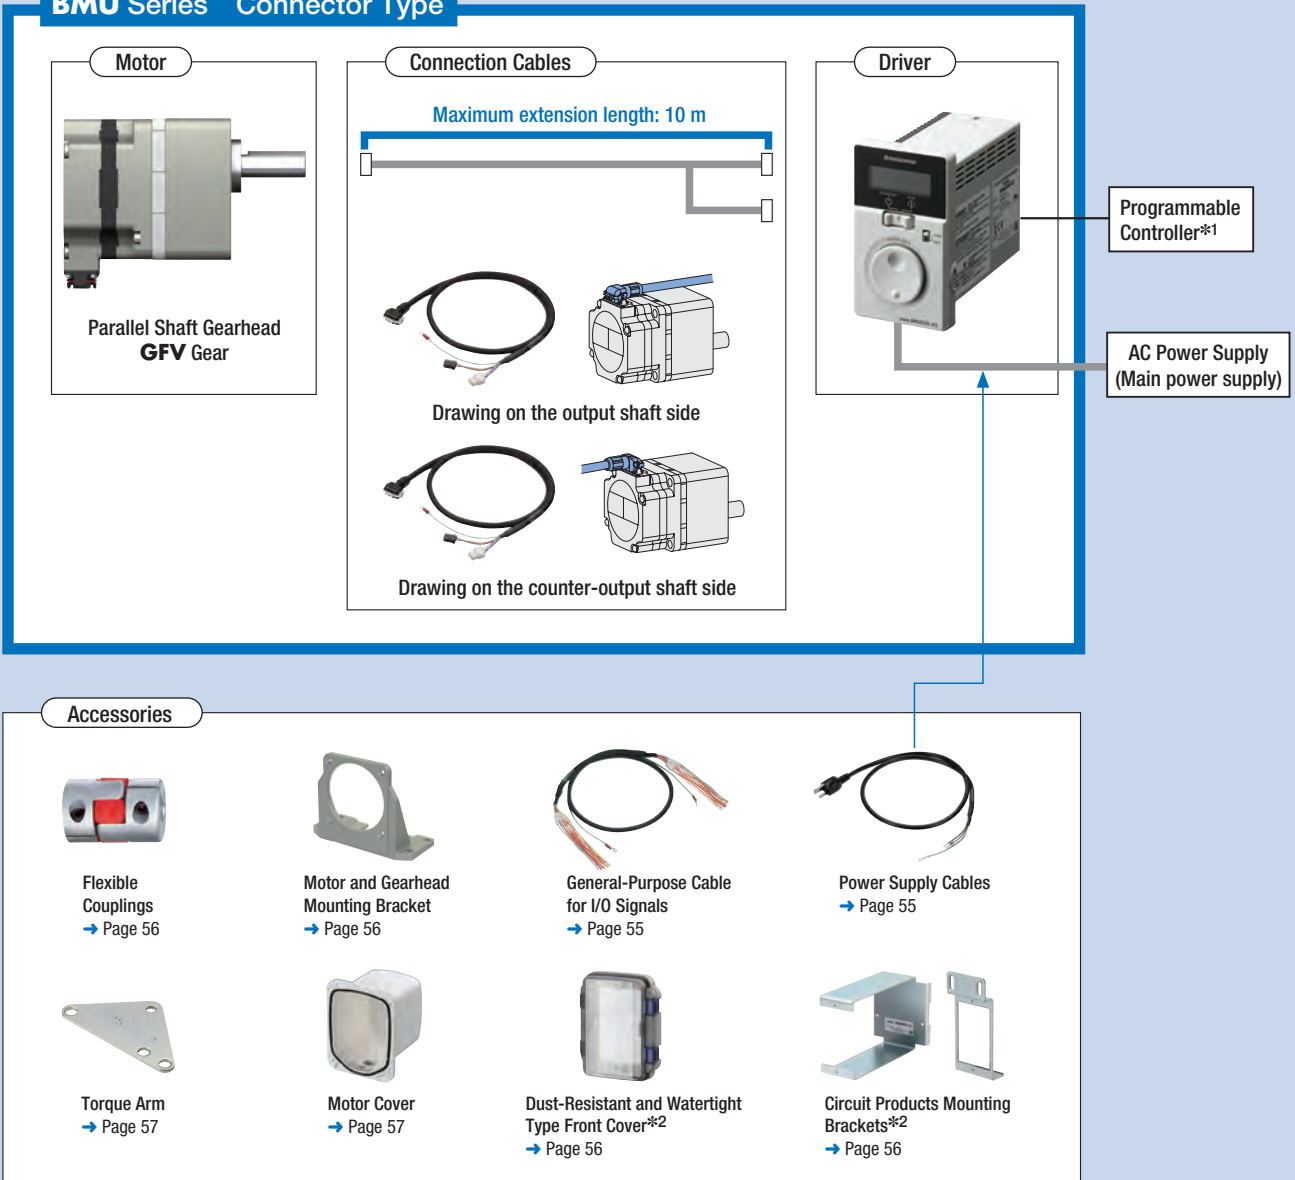 BMU Series Connector Type
Motor
Parallel Shaft Gearhead
GFV Gear
Connection Cables
Maximum extension length: 10 m
Drawing on the output shaft side
Drawing on the counter-output shaft side
Driver
Programmable
Controller*1
AC Power Supply
(Main power supply)
Accessories
Flexible
Couplings
→ Page 56
Motor and Gearhead
Mounting Bracket
→ Page 56
General-Purpose Cable
for I/O Signals
→ Page 55
Power Supply Cables
→ Page 55
Torque Arm
→ Page 57
Motor Cover
→ Page 57
Dust-Resistant and Watertight
Type Front Cover*2
→ Page 56
Circuit Products Mounting
Brackets*2
→ Page 56